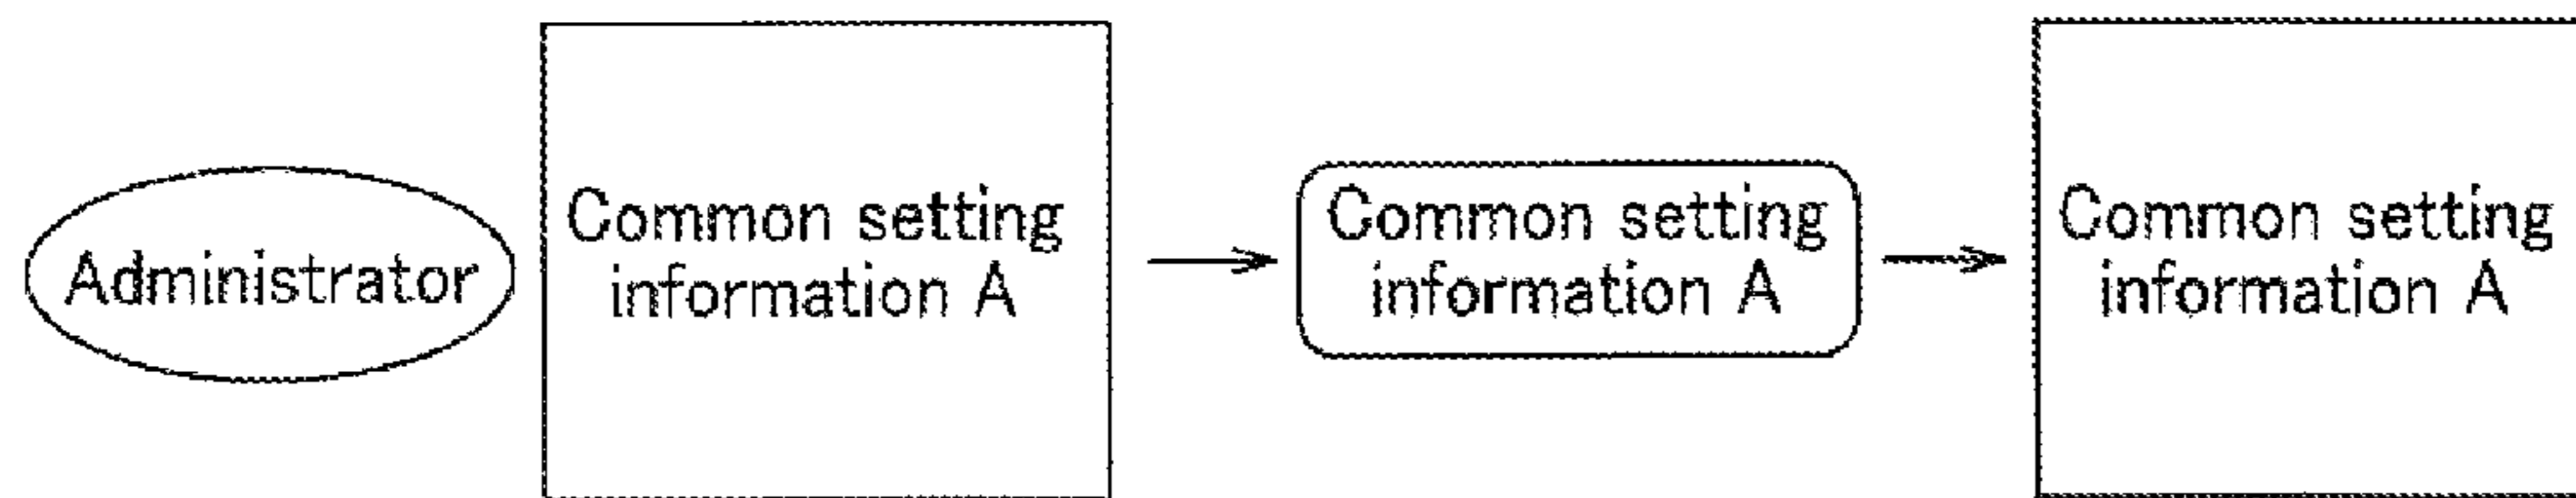 Administrator
Common setting
information A
Common setting
information A
Common setting
information A